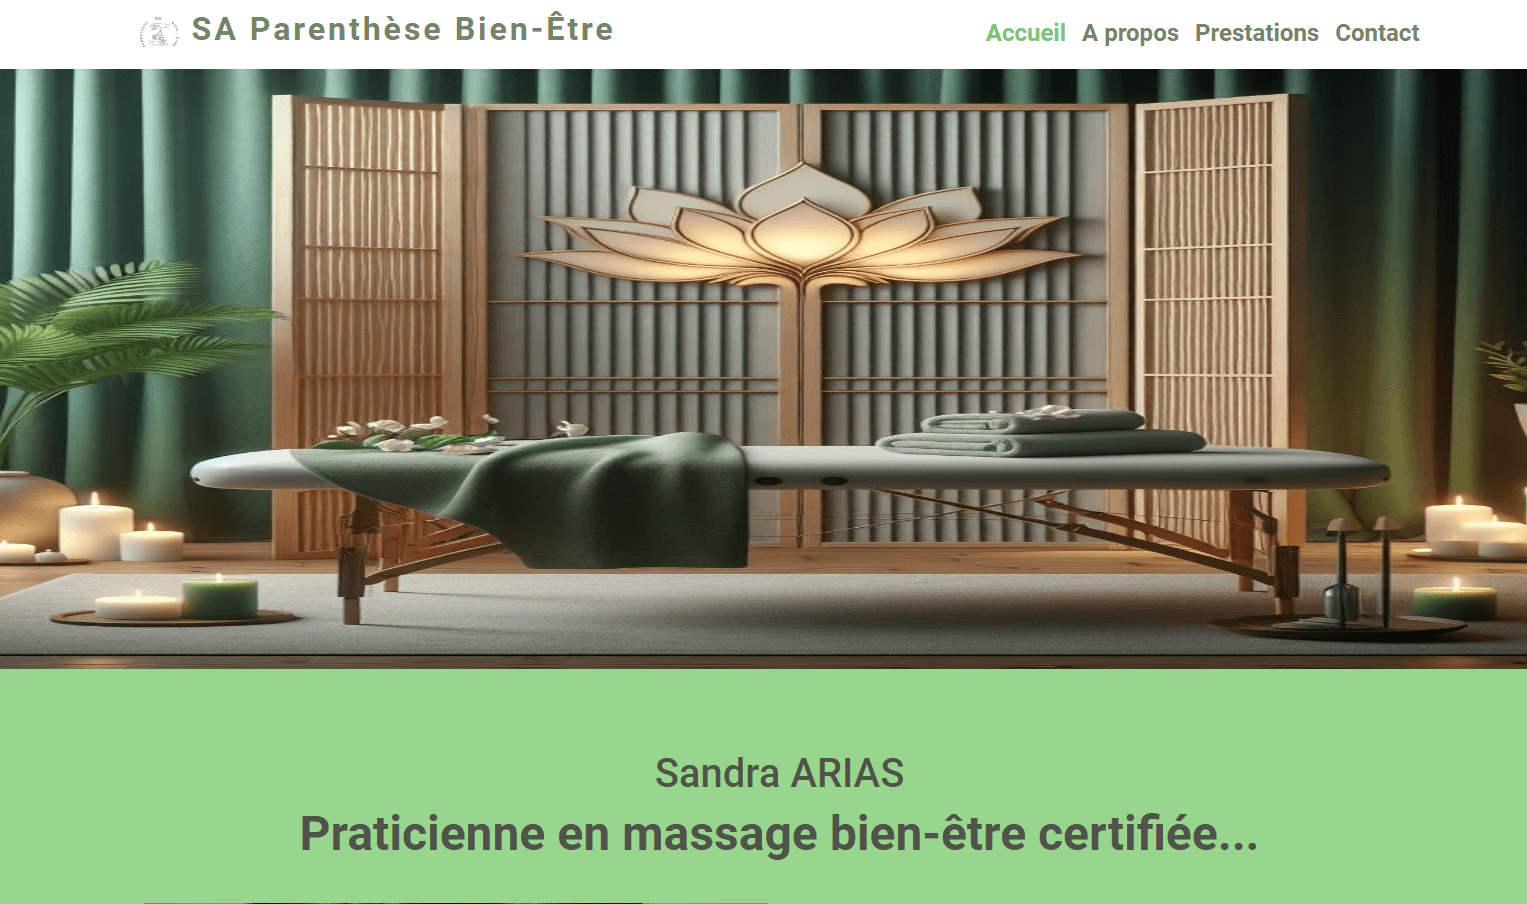 SA Parenthèse Bien-Être
Accueil A propos Prestations Contact
Sandra ARIAS
Praticienne en massage bien-être certifiée...